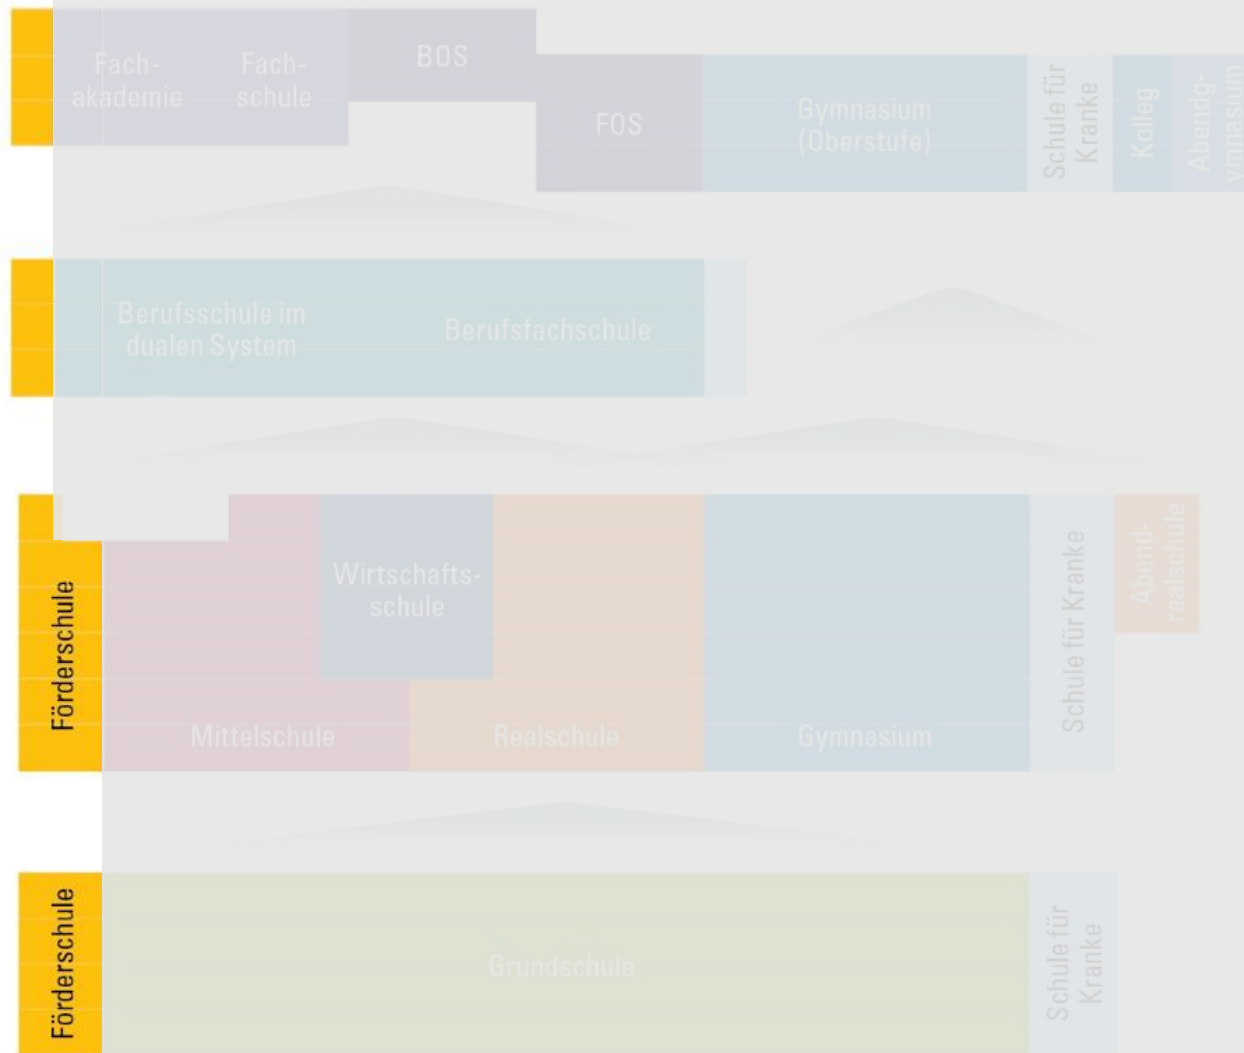 Fach-
akademie
Fach-
schule
BOS
FOS
Gymnasium
(Oberstufe)
Schule für
Kranke
Kolleg
Abendg-
ymnasium
Berufsschule im
dualen System
Berufsfachschule
Förderschule
Wirtschafts-
schule
Mittelschule
Realschule
Gymnasium
Schule für Kranke
Abend-
realschule
Förderschule
Grundschule
Schule für
Kranke